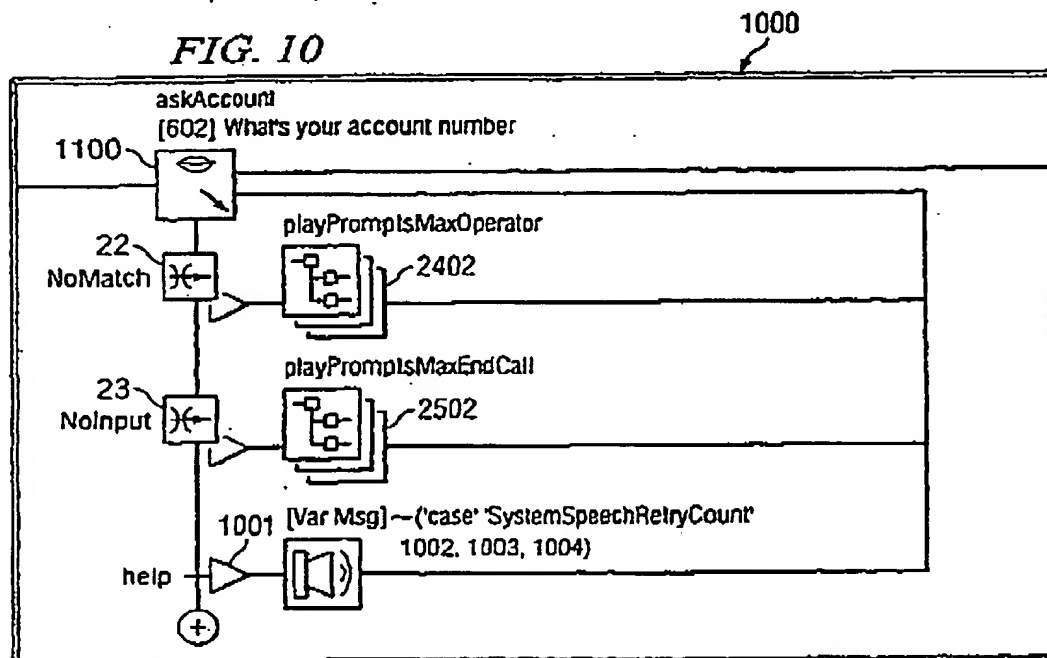 FIG. 10
1000
askAccount
[602] What's your account number
1100
playPromptsMaxOperator
22
NoMatch
2402
playPromptsMaxEndCall
23
NoInput
2502
1001
[Var Msg]~('case' 'SystemSpeechRetryCount'
1002, 1003, 1004)
help
+